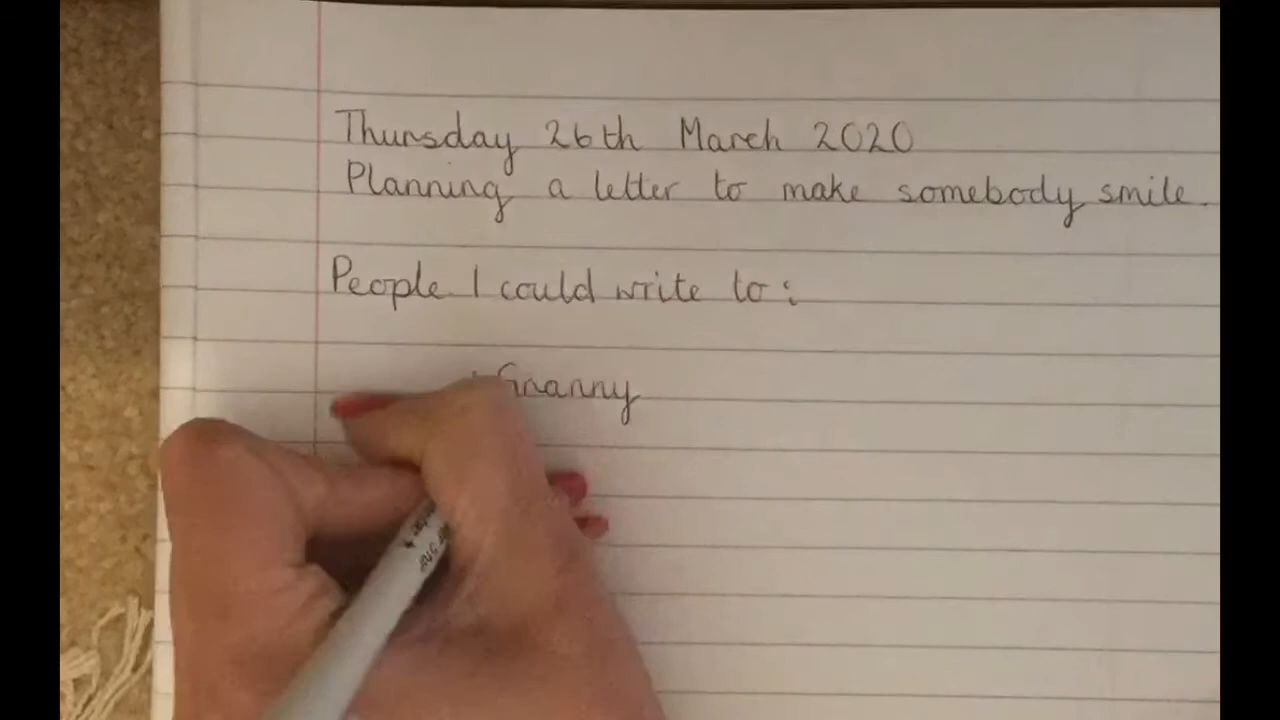 Thursday 26th March 2020
Planning a letter to make somebody smile.
People I could write to:
Granny